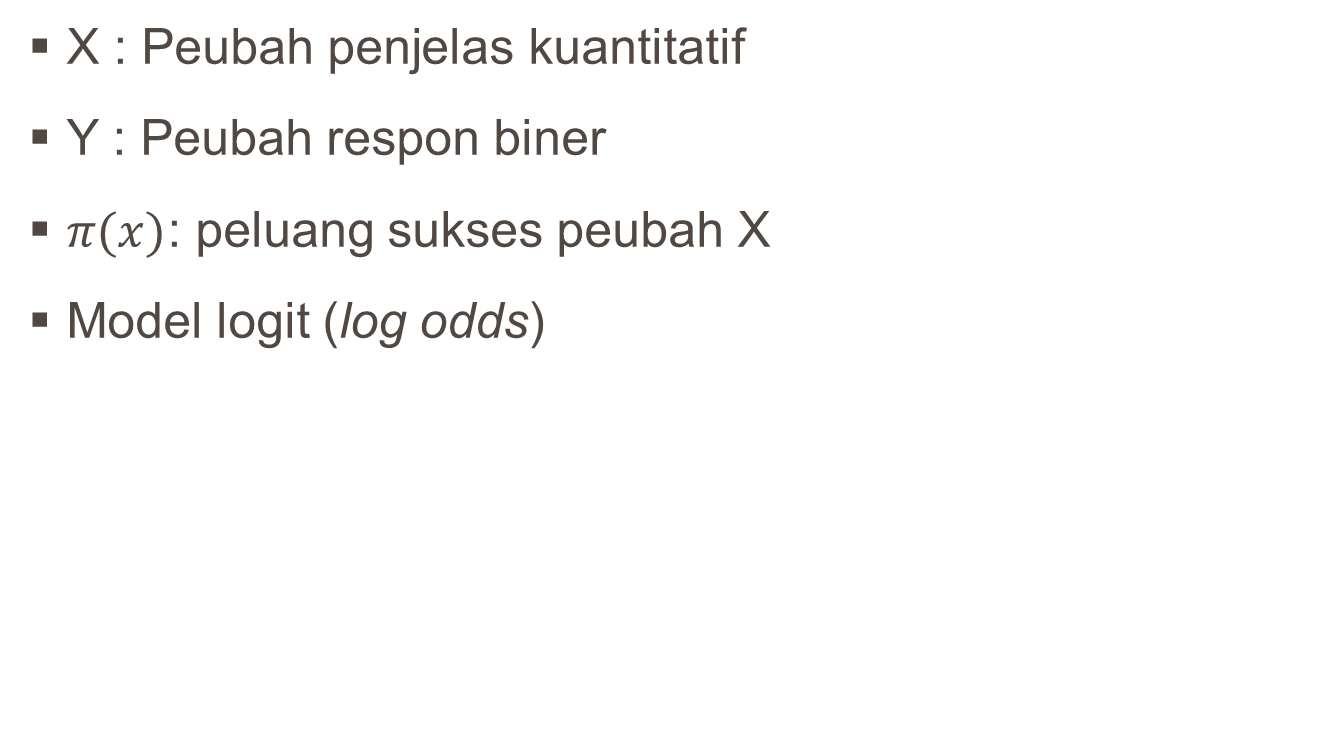 ▪ X : Peubah penjelas kuantitatif
▪ Y : Peubah respon biner
▪ 𝜋(𝑥): peluang sukses peubah X
▪ Model logit (log odds)